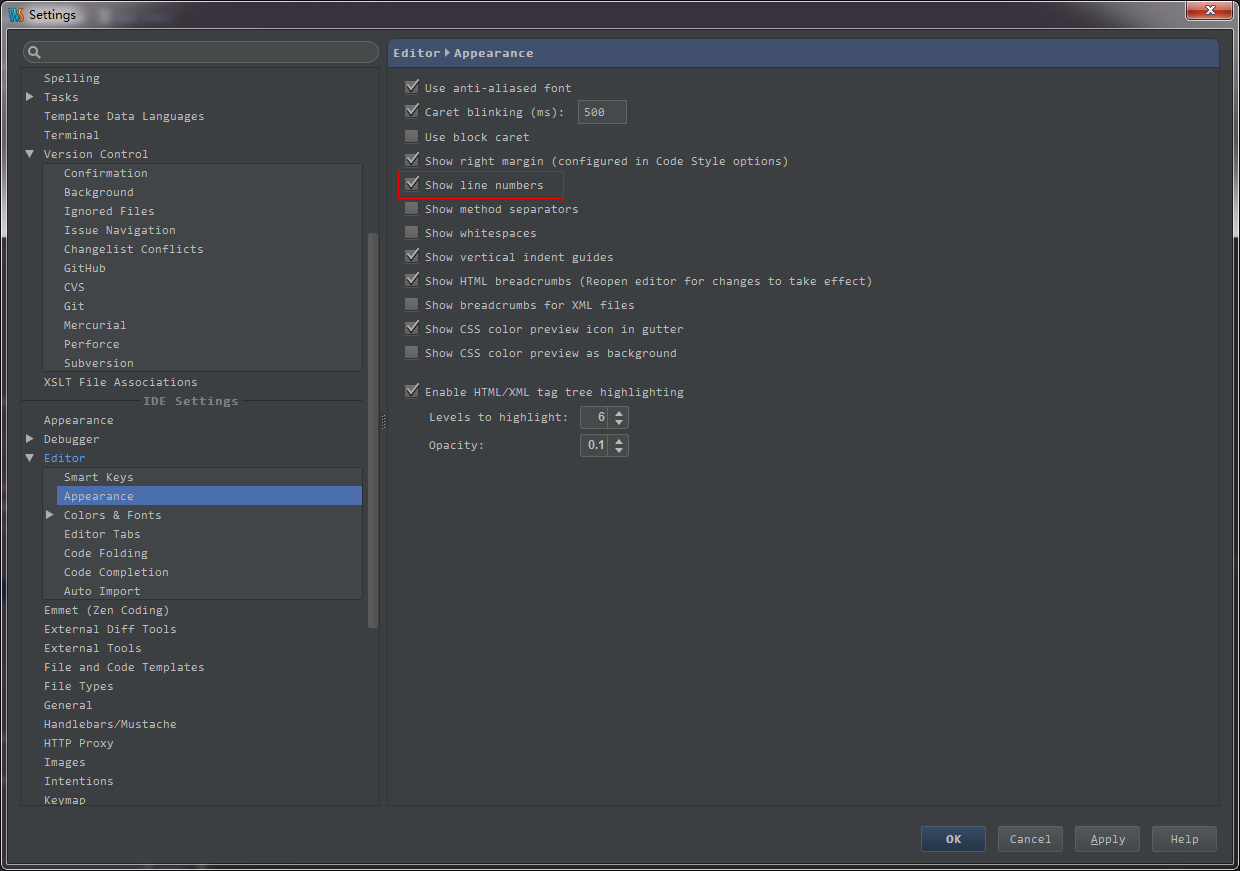 WS Settings
Spelling
Tasks
Template Data Languages
Terminal
Version Control
Confirmation
Background
Ignored Files
Issue Navigation
Changelist Conflicts
GitHub
CVS
Git
Mercurial
Perforce
Subversion
XSLT File Associations
IDE Settings
Appearance
Debugger
Editor
Smart Keys
Appearance
Colors & Fonts
Editor Tabs
Code Folding
Code Completion
Auto Import
Emmet (Zen Coding)
External Diff Tools
External Tools
File and Code Templates
File Types
General
Handlebars/Mustache
HTTP Proxy
Images
Intentions
Keymap
Editor Appearance
Use anti-aliased font
Caret blinking (ms): 500
Use block caret
Show right margin (configured in Code Style options)
Show line numbers
Show method separators
Show whitespaces
Show vertical indent guides
Show HTML breadcrumbs (Reopen editor for changes to take effect)
Show breadcrumbs for XML files
Show CSS color preview icon in gutter
Show CSS color preview as background
Enable HTML/XML tag tree highlighting
Levels to highlight: 6
Opacity: 0.1
OK Cancel Apply Help